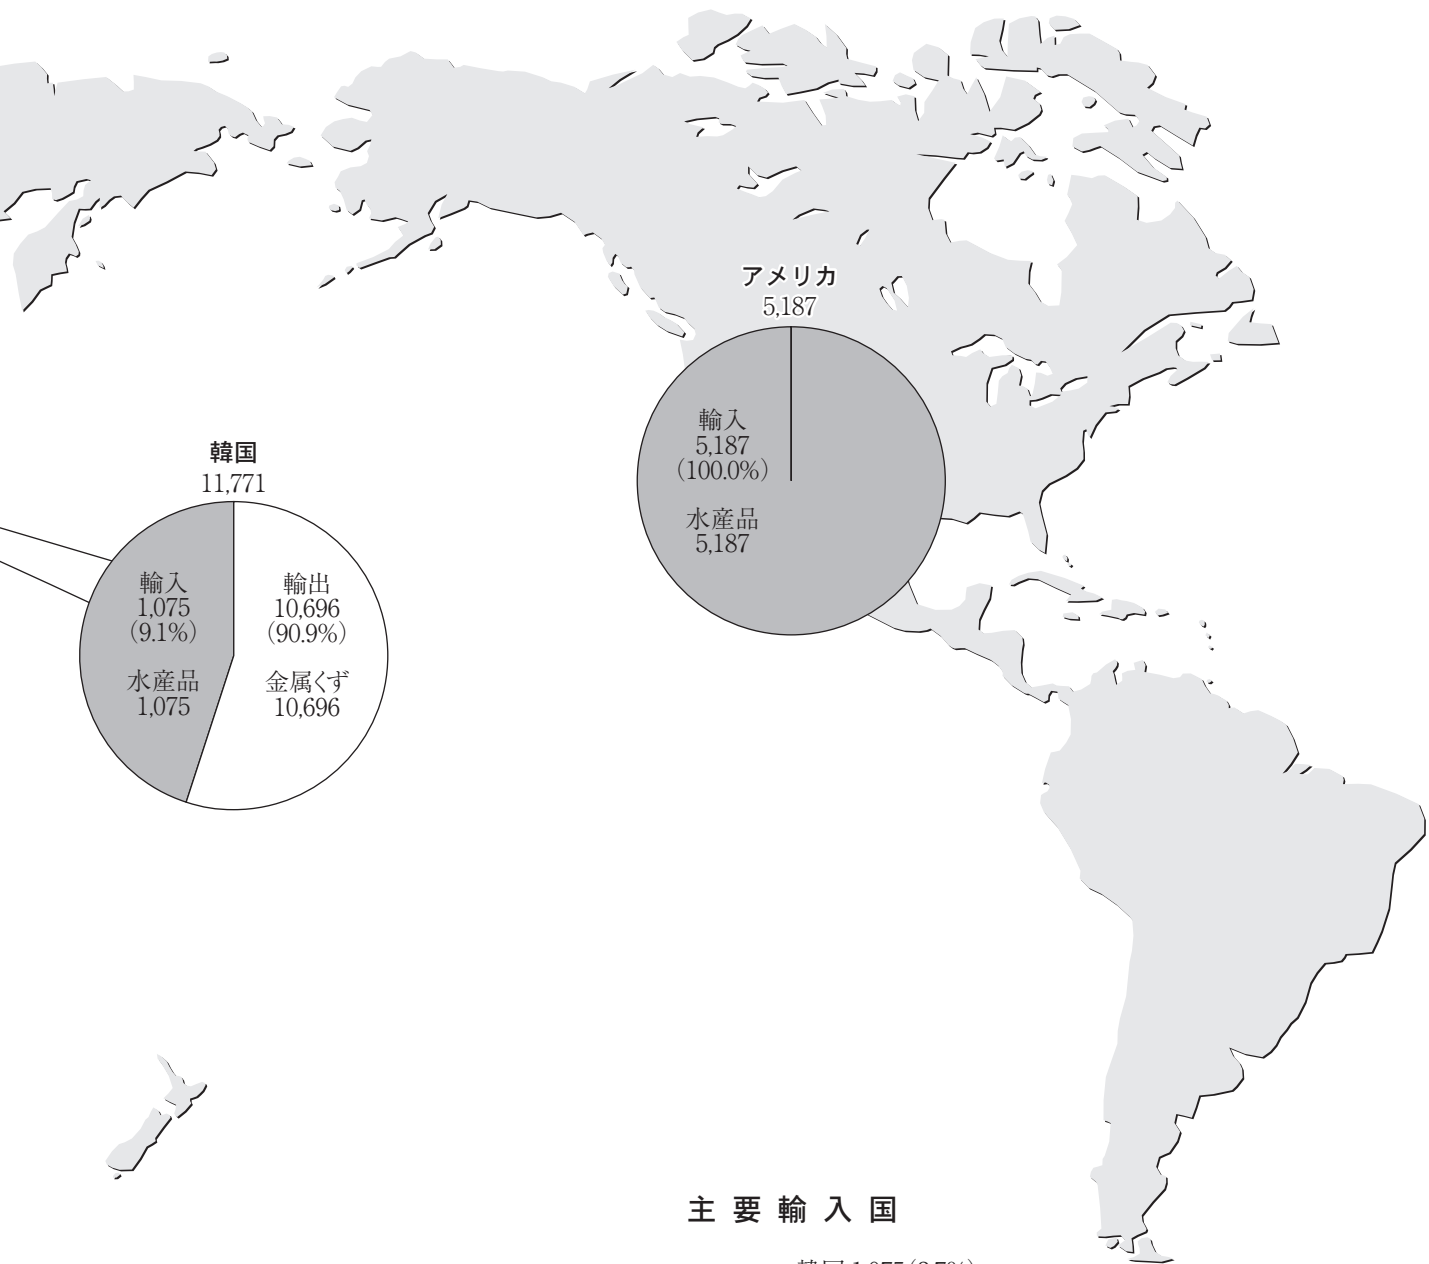 アメリカ
5,187
輸入
5,187
(100.0%)
水産品
5,187
韓国
11,771
輸入
1,075
(9.1%)
水産品
1,075
輸出
10,696
(90.9%)
金属くず
10,696
主要輸入国